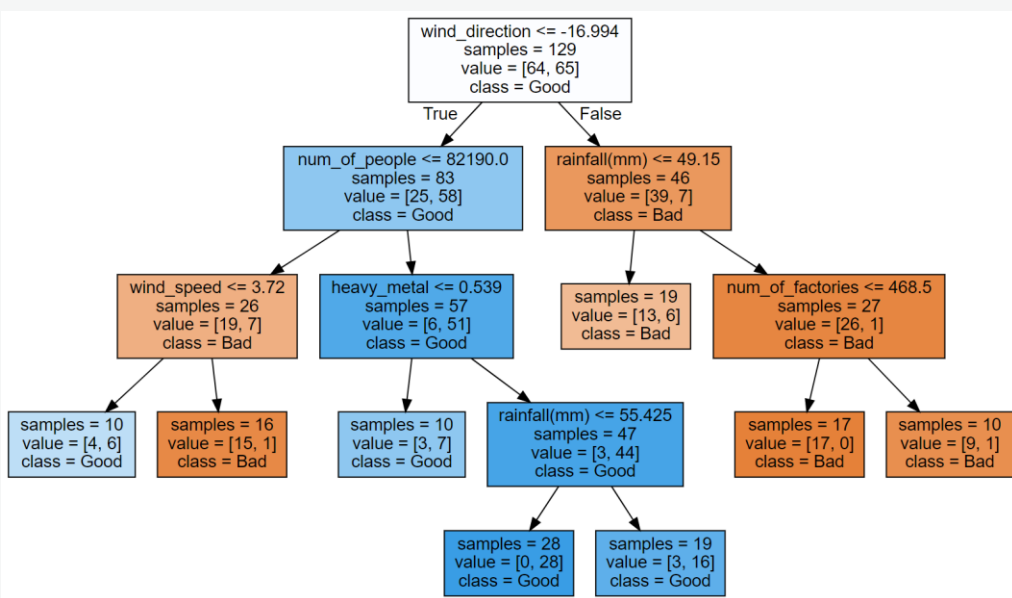 wind_direction <= -16.994
samples = 129
value = [64, 65]
class = Good
True
False
num_of_people <= 82190.0
samples = 83
value = [25, 58]
class = Good
rainfall(mm) <= 49.15
samples = 46
value = [39, 7]
class = Bad
wind_speed <= 3.72
samples = 26
value = [19, 7]
class = Bad
heavy_metal <= 0.539
samples = 57
value = [6, 51]
class = Good
samples = 19
value = [13, 6]
class = Bad
num_of_factories <= 468.5
samples = 27
value = [26, 1]
class = Bad
samples = 10
value = [4, 6]
class = Good
samples = 16
value = [15, 1]
class = Bad
samples = 10
value = [3, 7]
class = Good
rainfall(mm) <= 55.425
samples = 47
value = [3, 44]
class = Good
samples = 17
value = [17, 0]
class = Bad
samples = 10
value = [9, 1]
class = Bad
samples = 28
value = [0, 28]
class = Good
samples = 19
value = [3, 16]
class = Good